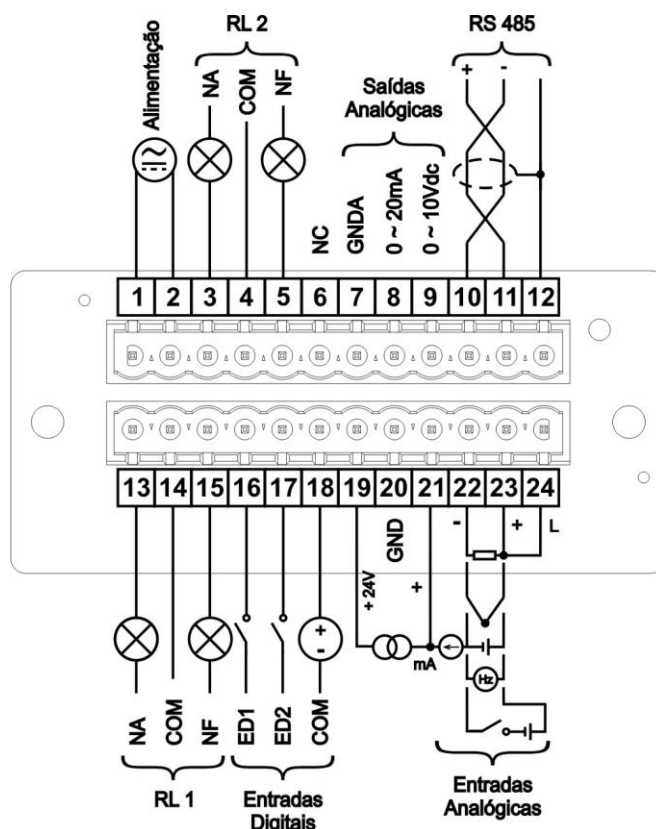 RL 2
RS 485
Alimentação
NA
COM
NF
Saídas
Analógicas
+
-
NC
GNDA
0 ~ 20mA
0 ~ 10Vdc
1 2 3 4 5 6 7 8 9 10 11 12
13 14 15 16 17 18 19 20 21 22 23 24
- + L
+ 24V
GND
+
+
-
mA
Hz
NA
COM
NF
ED1
ED2
COM
RL 1
Entradas
Digitais
Entradas
Analógicas